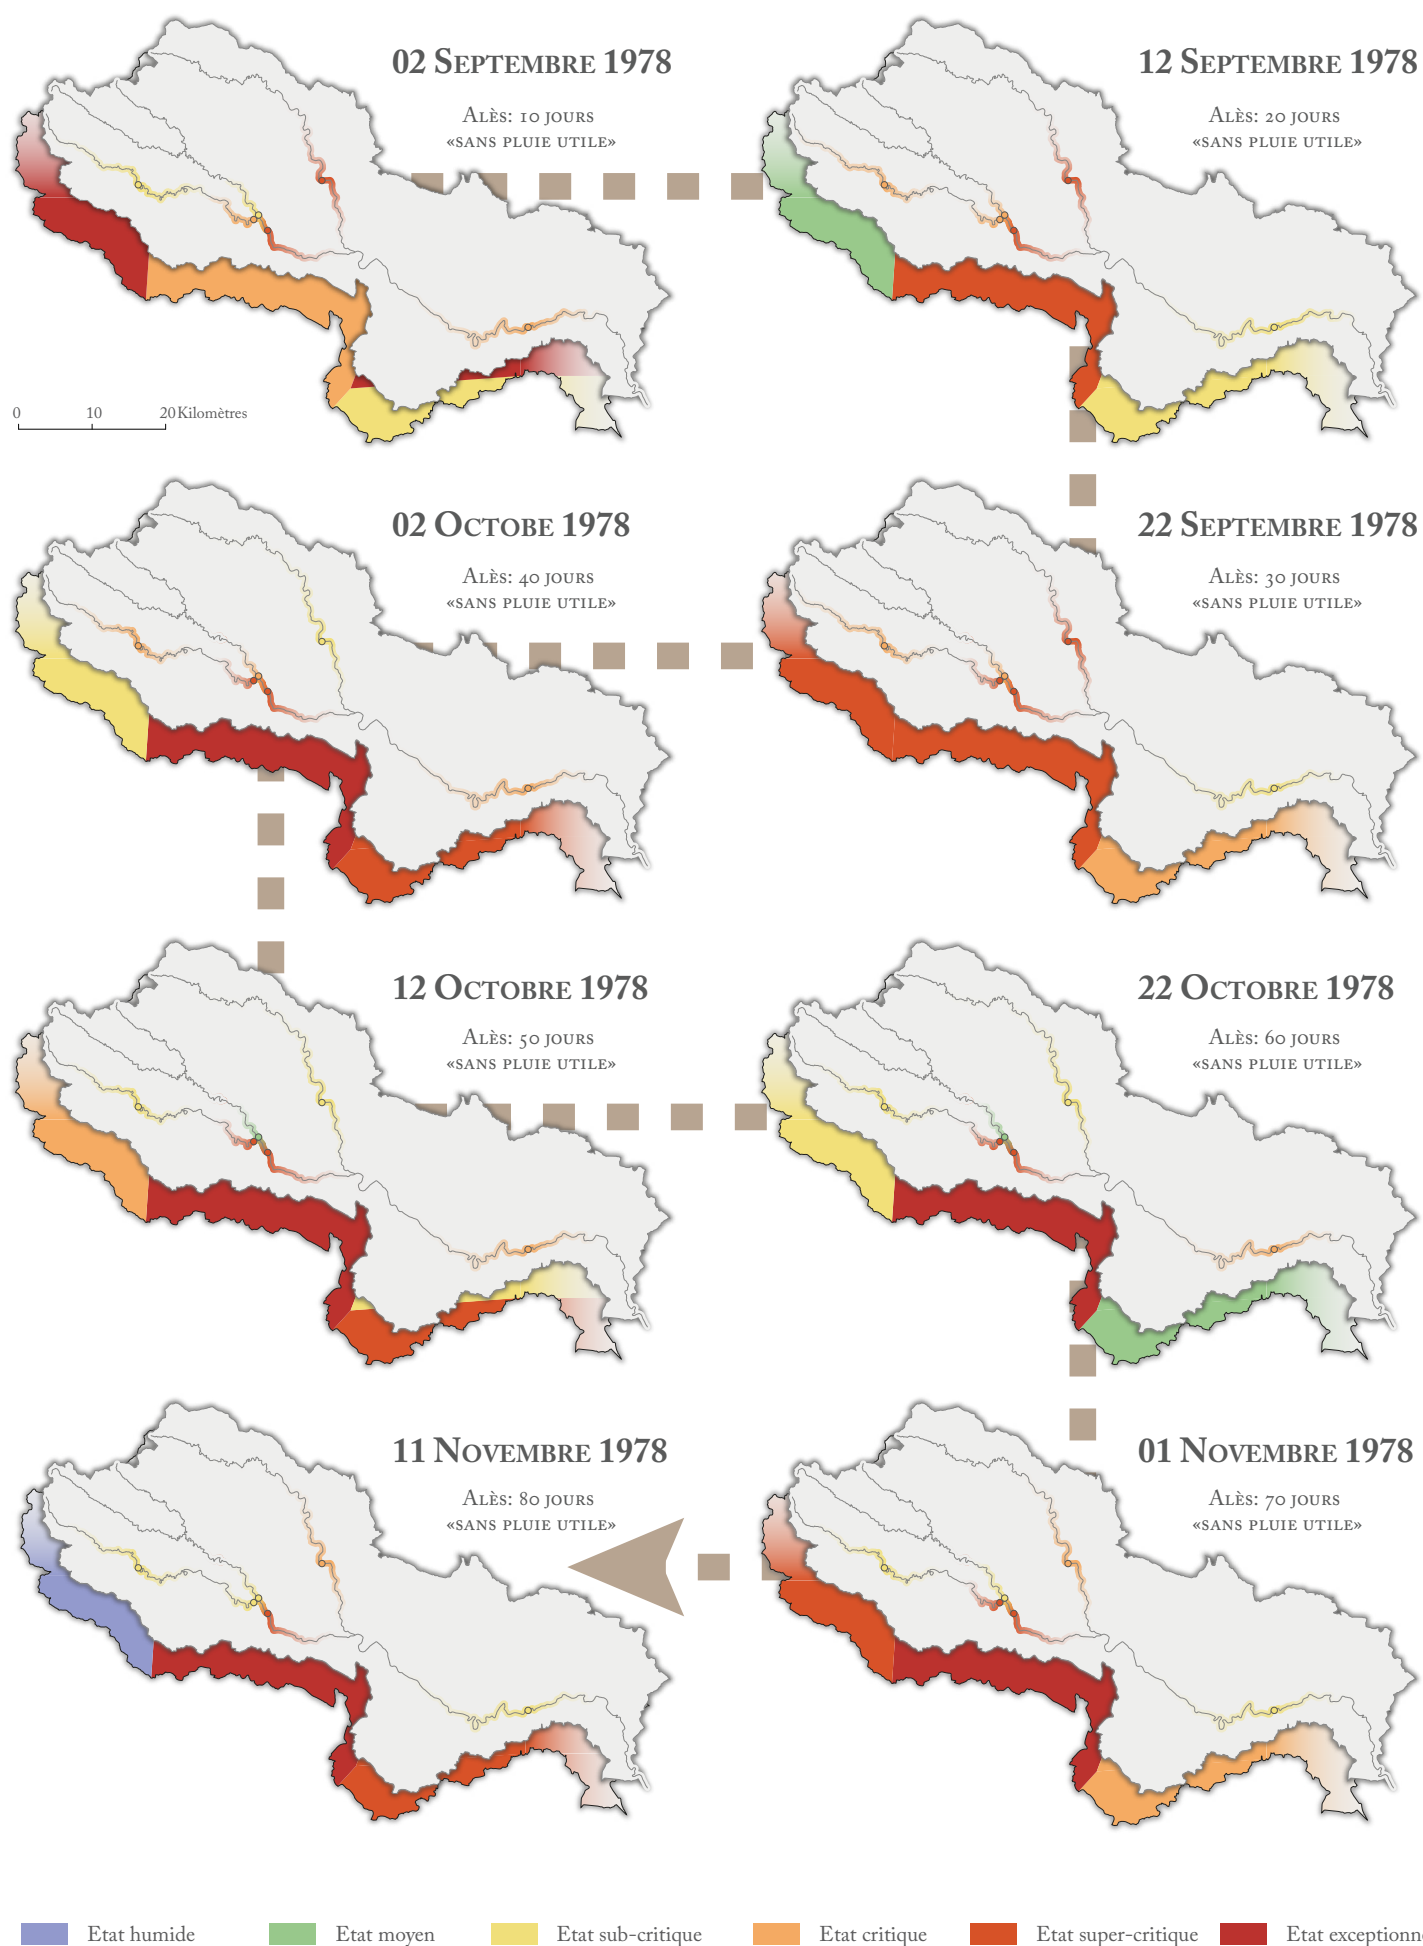 02 Septembre 1978
Alès: 10 jours
«sans pluie utile»
12 Septembre 1978
Alès: 20 jours
«sans pluie utile»
0 10 20 Kilomètres
02 Octobe 1978
Alès: 40 jours
«sans pluie utile»
22 Septembre 1978
Alès: 30 jours
«sans pluie utile»
12 Octobre 1978
Alès: 50 jours
«sans pluie utile»
22 Octobre 1978
Alès: 60 jours
«sans pluie utile»
11 Novembre 1978
Alès: 80 jours
«sans pluie utile»
01 Novembre 1978
Alès: 70 jours
«sans pluie utile»
Etat humide Etat moyen Etat sub-critique Etat critique Etat super-critique Etat exceptionn